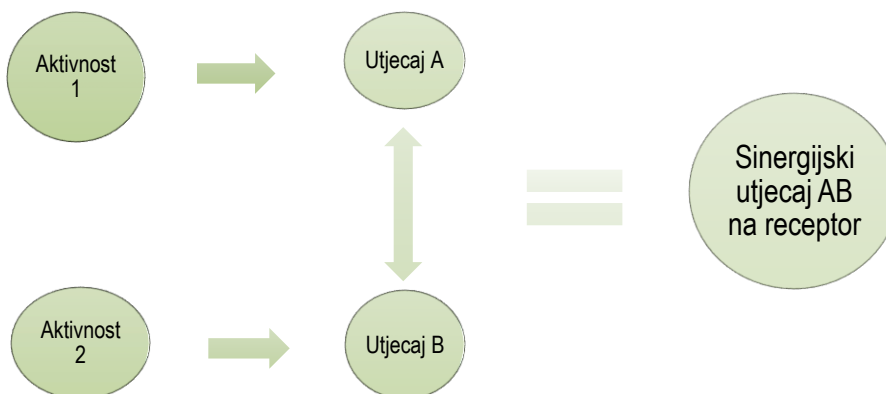 Aktivnost
1
Utjecaj A
Sinergijski
utjecaj AB
na receptor
Aktivnost
2
Utjecaj B